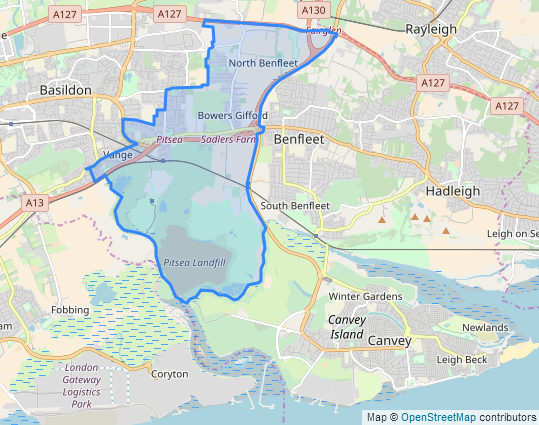 A127
A127
A130
Rayleigh
Fairglen
North Benfleet
A127
Basildon
A127
Bowers Gifford
Pitsea
Sadlers Farm
Benfleet
Vange
Hadleigh
A13
South Benfleet
Leigh on Se
Pitsea Landfill
Winter Gardens
Fobbing
Canvey
Island
Newlands
am
Canvey
London
Gateway
Logistics
Park
Coryton
Leigh Beck
Map © OpenStreetMap contributors